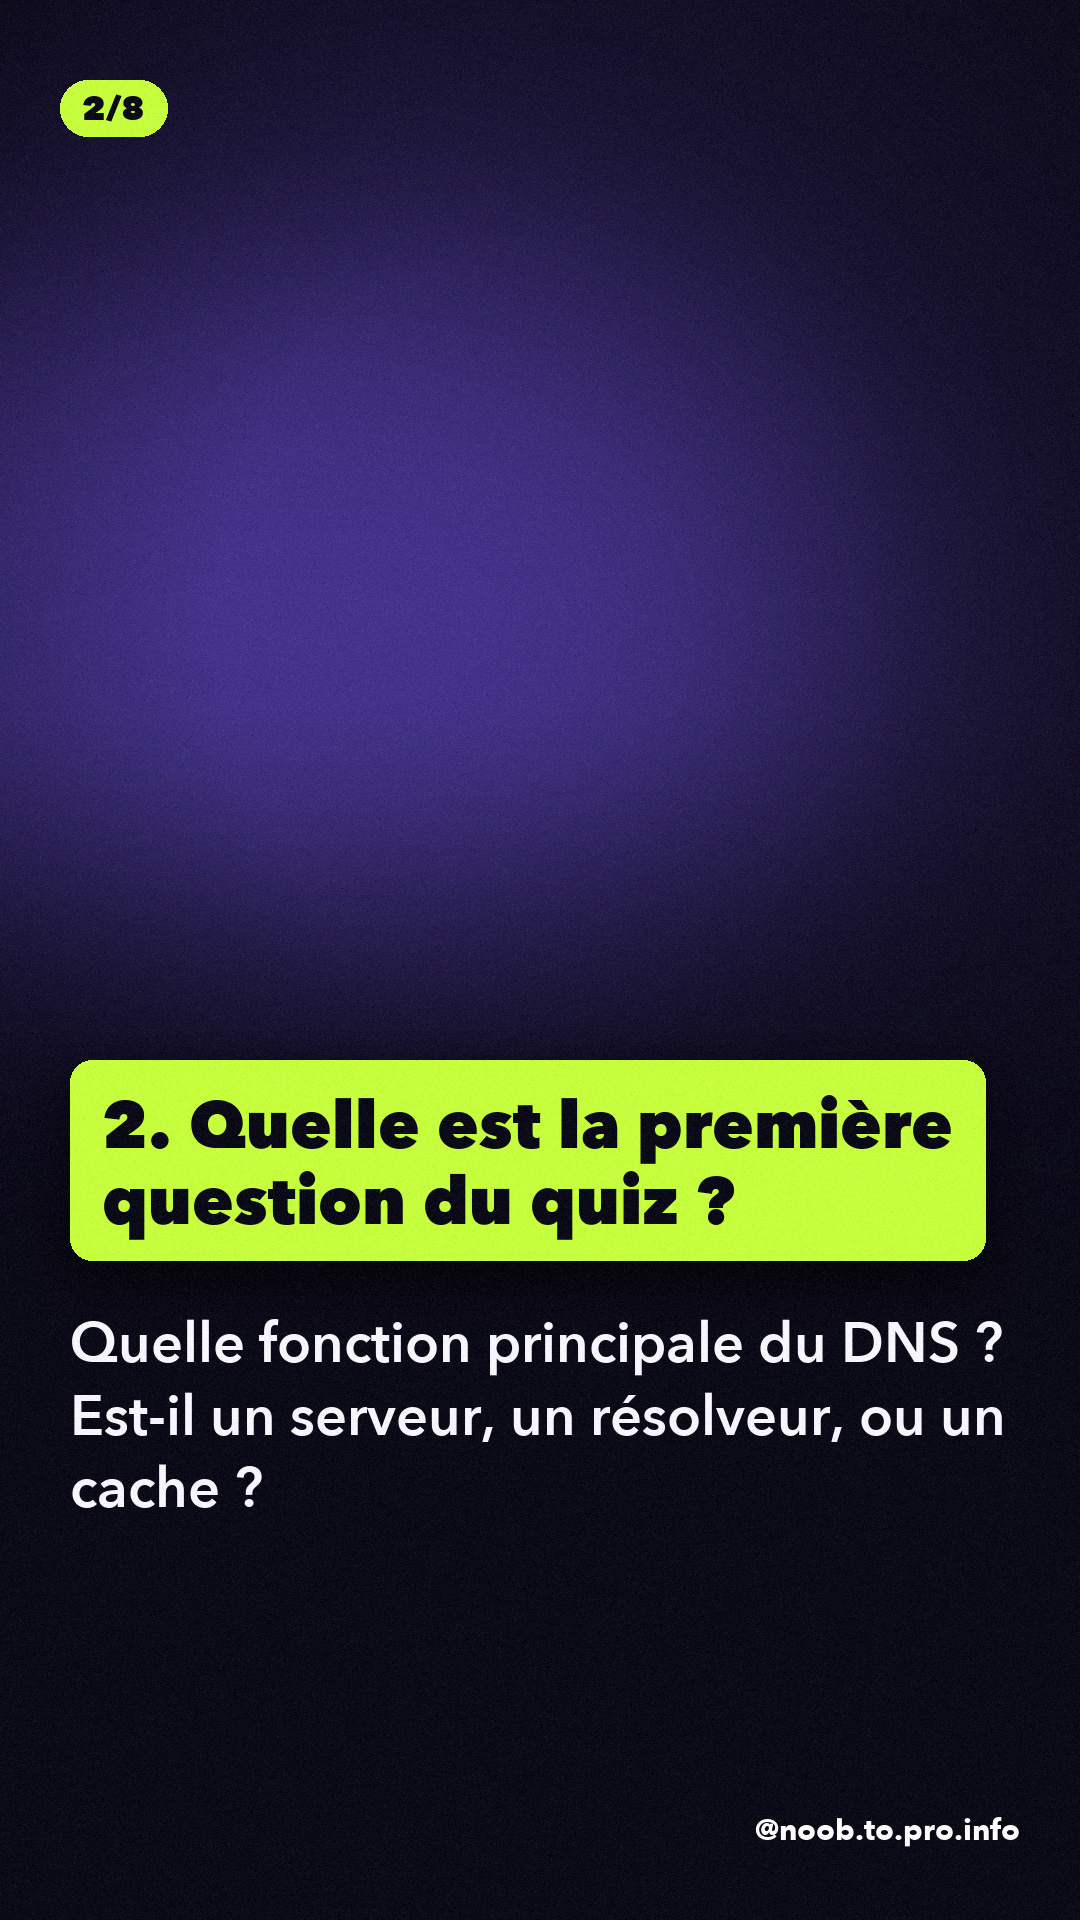 2/8
2. Quelle est la première
question du quiz ?
Quelle fonction principale du DNS ?
Est-il un serveur, un résolveur, ou un
cache ?
@noob.to.pro.info